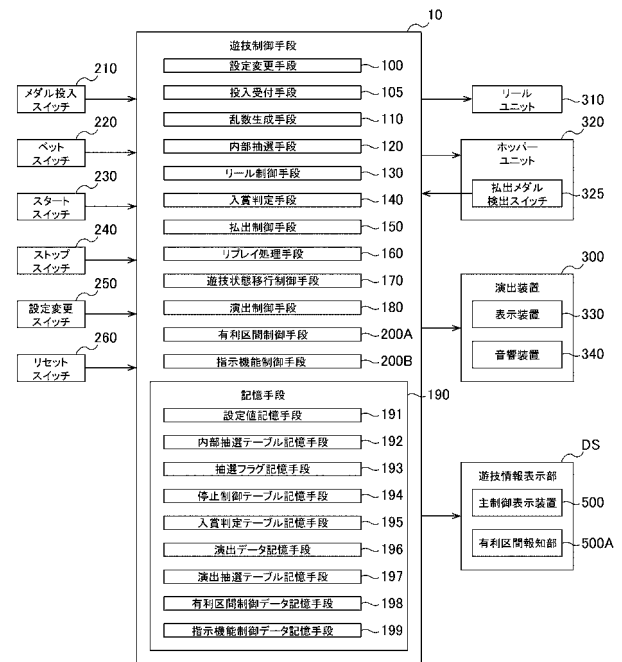 10
遊技制御手段
設定変更手段 100
投入受付手段 105
乱数生成手段 110
内部抽選手段 120
リール制御手段 130
入賞判定手段 140
払出制御手段 150
リプレイ処理手段 160
遊技状態移行制御手段 170
演出制御手段 180
有利区間制御手段 200A
指示機能制御手段 200B
記憶手段 190
設定値記憶手段 191
内部抽選テーブル記憶手段 192
抽選フラグ記憶手段 193
停止制御テーブル記憶手段 194
入賞判定テーブル記憶手段 195
演出データ記憶手段 196
演出抽選テーブル記憶手段 197
有利区間制御データ記憶手段 198
指示機能制御データ記憶手段 199
210
メダル投入
スイッチ
220
ベット
スイッチ
230
スタート
スイッチ
240
ストップ
スイッチ
250
設定変更
スイッチ
260
リセット
スイッチ
リール
ユニット 310
320
ホッパー
ユニット
払出メダル
検出スイッチ 325
300
演出装置
表示装置 330
音響装置 340
DS
遊技情報表示部
主制御表示装置 500
有利区間報知部 500A